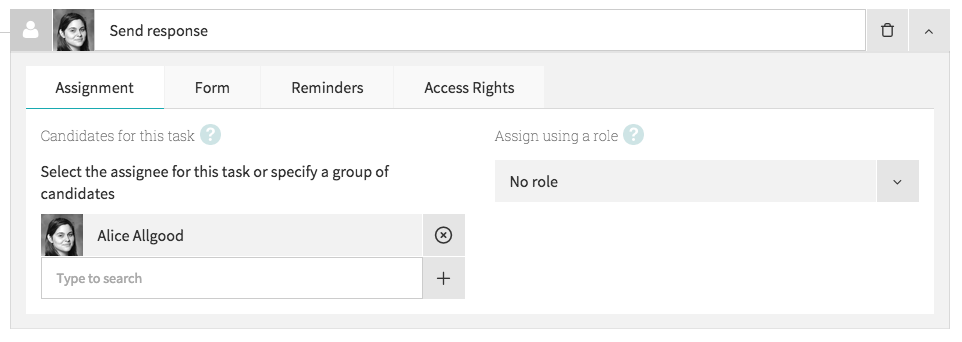 Send response
Assignment
Form
Reminders
Access Rights
Candidates for this task ?
Assign using a role ?
Select the assignee for this task or specify a group of
candidates
No role
Alice Allgood
Type to search